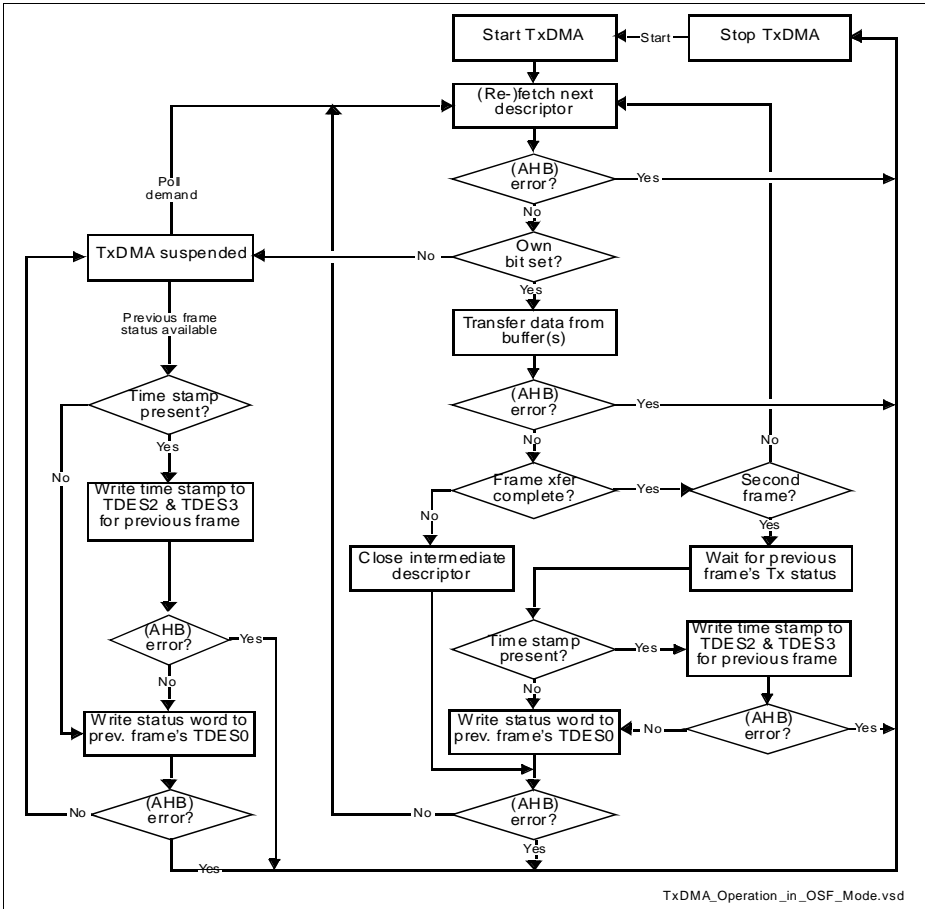 Start TxDMA
Start
Stop TxDMA
(Re-)fetch next
descriptor
(AHB)
error?
Yes
No
Poll
demand
TxDMA suspended
No
Own
bit set?
Yes
Previous frame
status available
Transfer data from
buffer(s)
Time stamp
present?
(AHB)
error?
Yes
No
No
Yes
No
Write time stamp to
TDES2 & TDES3
for previous frame
Frame xfer
complete?
Yes
Second
frame?
No
Yes
Close intermediate
descriptor
Wait for previous
frame's Tx status
(AHB)
error?
Yes
No
Time stamp
present?
Yes
Write time stamp to
TDES2 & TDES3
for previous frame
No
Write status word to
prev. frame's TDES0
Write status word to
prev. frame's TDES0
No
(AHB)
error?
Yes
No
(AHB)
error?
Yes
No
(AHB)
error?
Yes
TxDMA_Operation_in_OSF_Mode.vsd